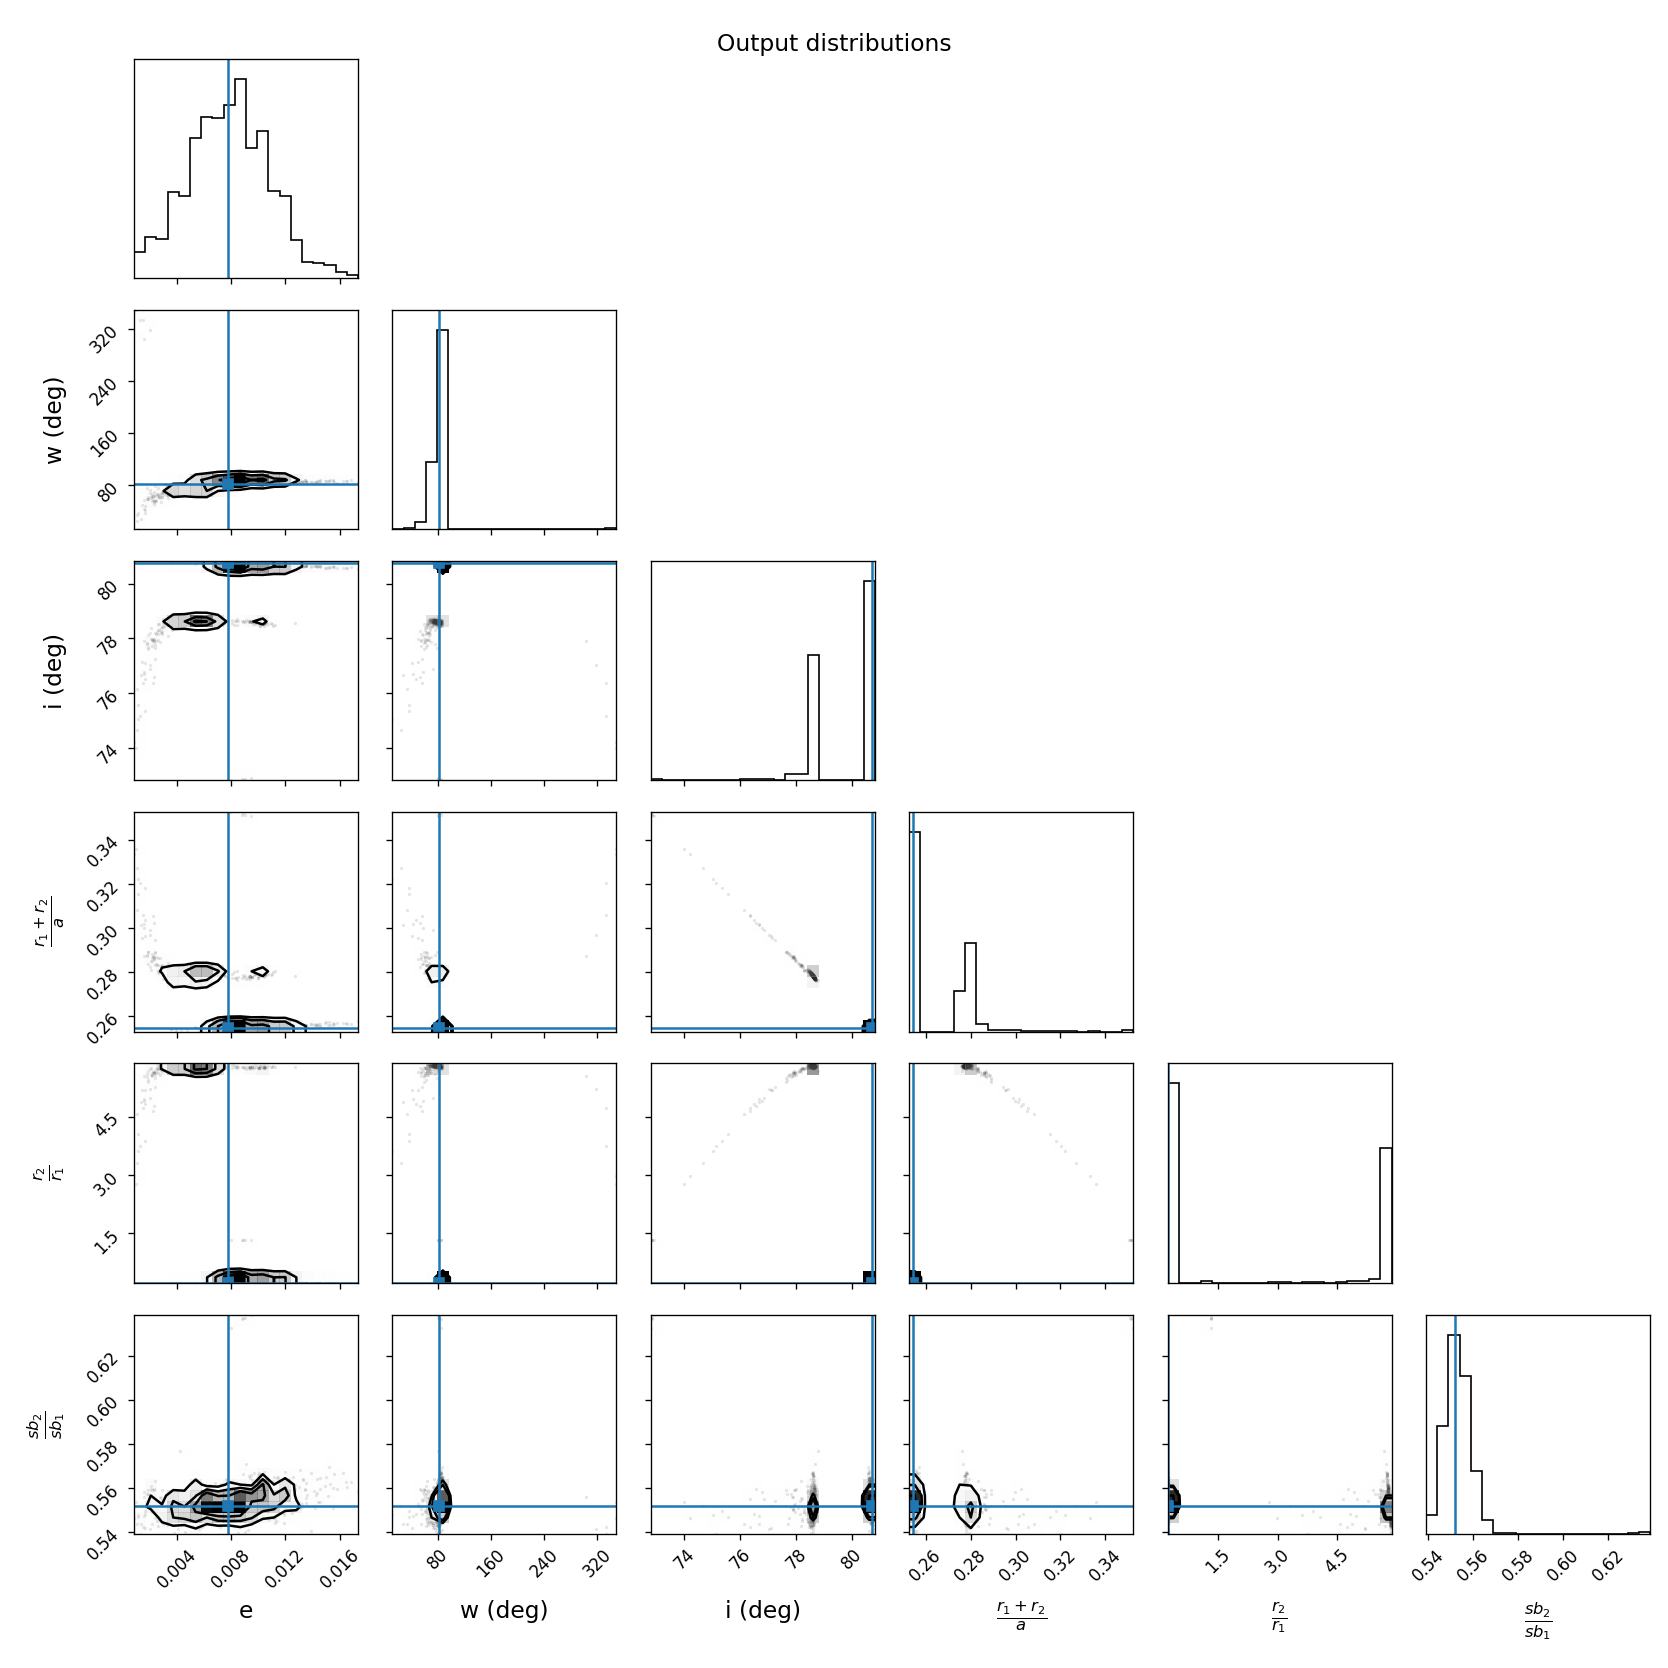 Output distributions
w (deg)
320
240
160
80
i (deg)
80
78
76
74
r₁ + r₂
a
0.34
0.32
0.30
0.28
0.26
r₂
r₁
4.5
3.0
1.5
sb₂
sb₁
0.62
0.60
0.58
0.56
0.54
0.004 0.008 0.012 0.016 80 160 240 320 74 76 78 80 0.26 0.28 0.30 0.32 0.34 1.5 3.0 4.5 0.54 0.56 0.58 0.60 0.62
e w (deg) i (deg) r₁ + r₂ r₂ sb₂
a r₁ sb₁